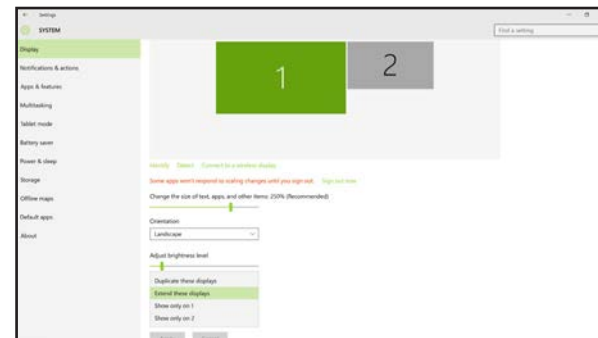 Settings
SYSTEM
Find a setting
Display
Notifications & actions
Apps & features
Multitasking
Tablet mode
Battery saver
Power & sleep
Storage
Offline maps
Default apps
About
1
2
Identify Detect Connect to a wireless display
Some apps won't respond to scaling changes until you sign out. Sign out now
Change the size of text, apps, and other items: 250% (Recommended)
Orientation
Landscape
Adjust brightness level
Duplicate these displays
Extend these displays
Show only on 1
Show only on 2